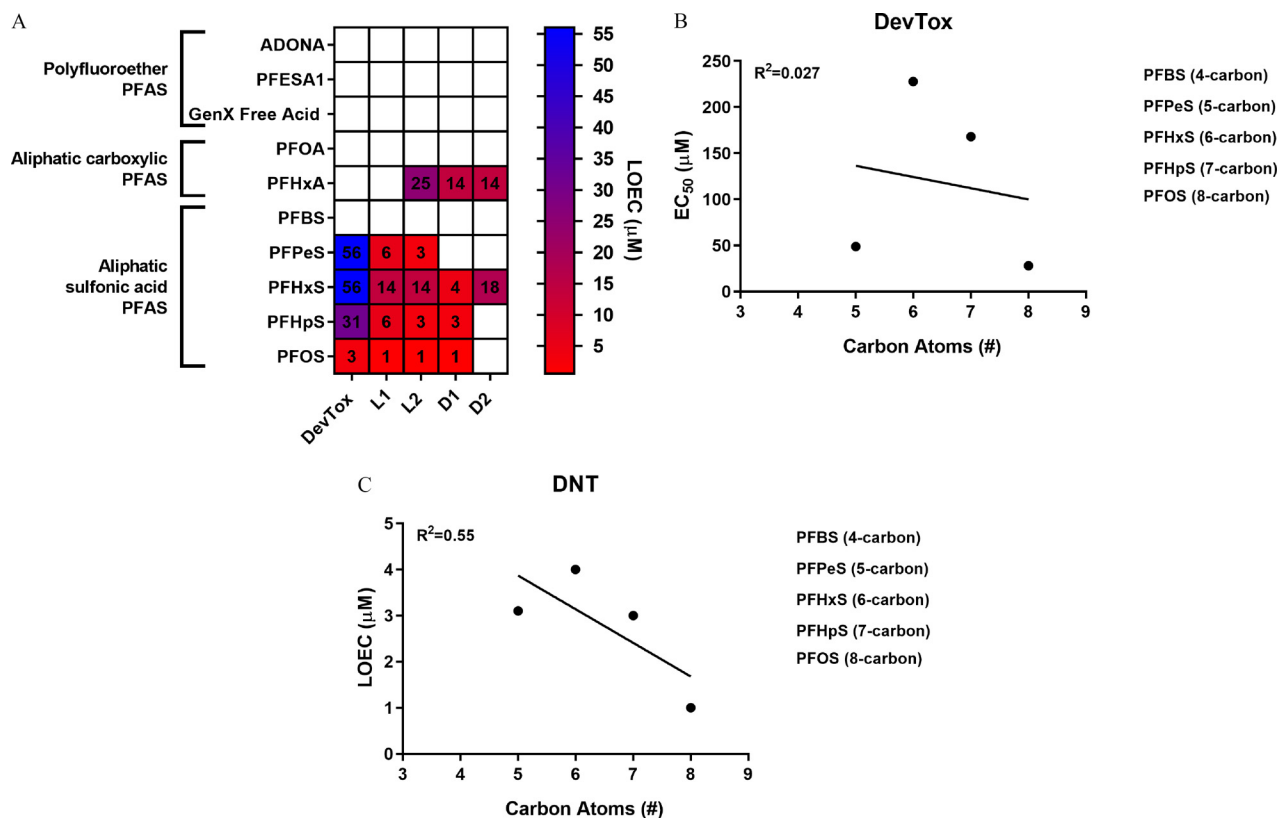 A
Polyfluoroether
PFAS
Aliphatic carboxylic
PFAS
Aliphatic
sulfonic acid
PFAS
ADONA
PFESA1
GenX Free Acid
PFOA
PFHxA
25 14 14
PFBS
PFPeS
56 6 3
PFHxS
56 14 14 4 18
PFHpS
31 6 3 3
PFOS
3 1 1 1
DevTox L1 L2 D1 D2
55
50
45
40
35
30
25
20
15
10
5
LOEC (μM)
B
DevTox
R²=0.027
250
200
150
100
50
0
EC₅₀ (μM)
3 4 5 6 7 8 9
Carbon Atoms (#)
PFBS (4-carbon)
PFPeS (5-carbon)
PFHxS (6-carbon)
PFHpS (7-carbon)
PFOS (8-carbon)
C
DNT
R²=0.55
5
4
3
2
1
0
LOEC (μM)
3 4 5 6 7 8 9
Carbon Atoms (#)
PFBS (4-carbon)
PFPeS (5-carbon)
PFHxS (6-carbon)
PFHpS (7-carbon)
PFOS (8-carbon)